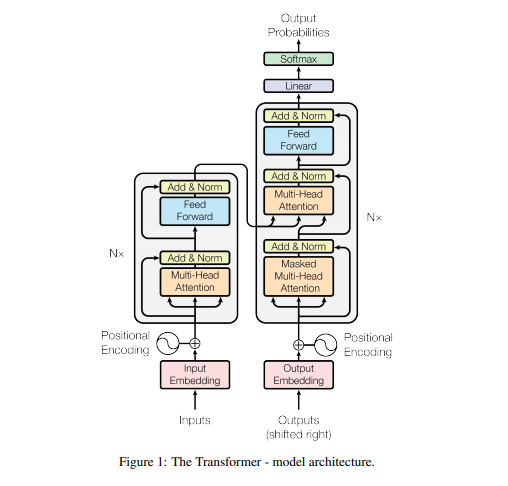 Output
Probabilities
Softmax
Linear
Add & Norm
Feed
Forward
Add & Norm
Multi-Head
Attention
Add & Norm
Masked
Multi-Head
Attention
Nx
Add & Norm
Feed
Forward
Add & Norm
Multi-Head
Attention
Nx
Positional
Encoding
Positional
Encoding
Input
Embedding
Output
Embedding
Inputs
Outputs
(shifted right)
Figure 1: The Transformer - model architecture.